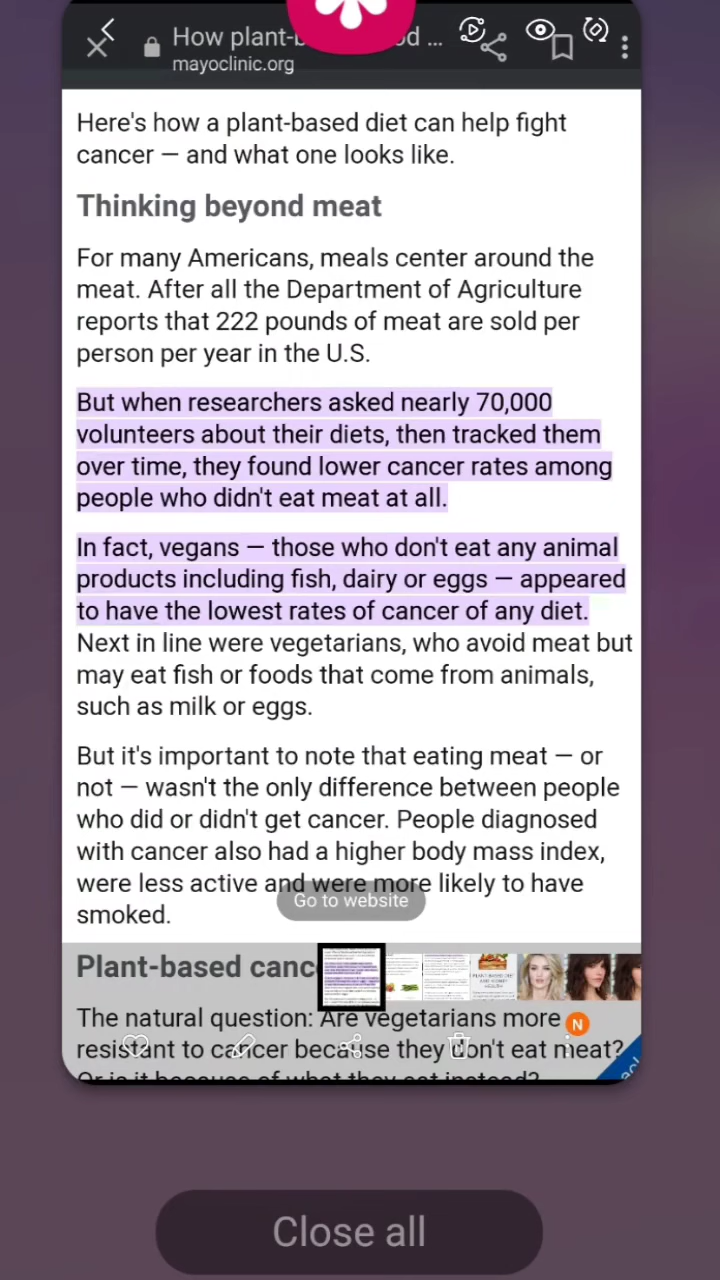 How plant-b d ...
mayoclinic.org
Here's how a plant-based diet can help fight
cancer — and what one looks like.
Thinking beyond meat
For many Americans, meals center around the
meat. After all the Department of Agriculture
reports that 222 pounds of meat are sold per
person per year in the U.S.
But when researchers asked nearly 70,000
volunteers about their diets, then tracked them
over time, they found lower cancer rates among
people who didn't eat meat at all.
In fact, vegans — those who don't eat any animal
products including fish, dairy or eggs — appeared
to have the lowest rates of cancer of any diet.
Next in line were vegetarians, who avoid meat but
may eat fish or foods that come from animals,
such as milk or eggs.
But it's important to note that eating meat — or
not — wasn't the only difference between people
who did or didn't get cancer. People diagnosed
with cancer also had a higher body mass index,
were less active and were more likely to have
smoked.
Go to website
Plant-based canc
The natural question: Are vegetarians more
N
resistant to cancer because they don't eat meat?
Or is it because of what they eat instead?
Close all